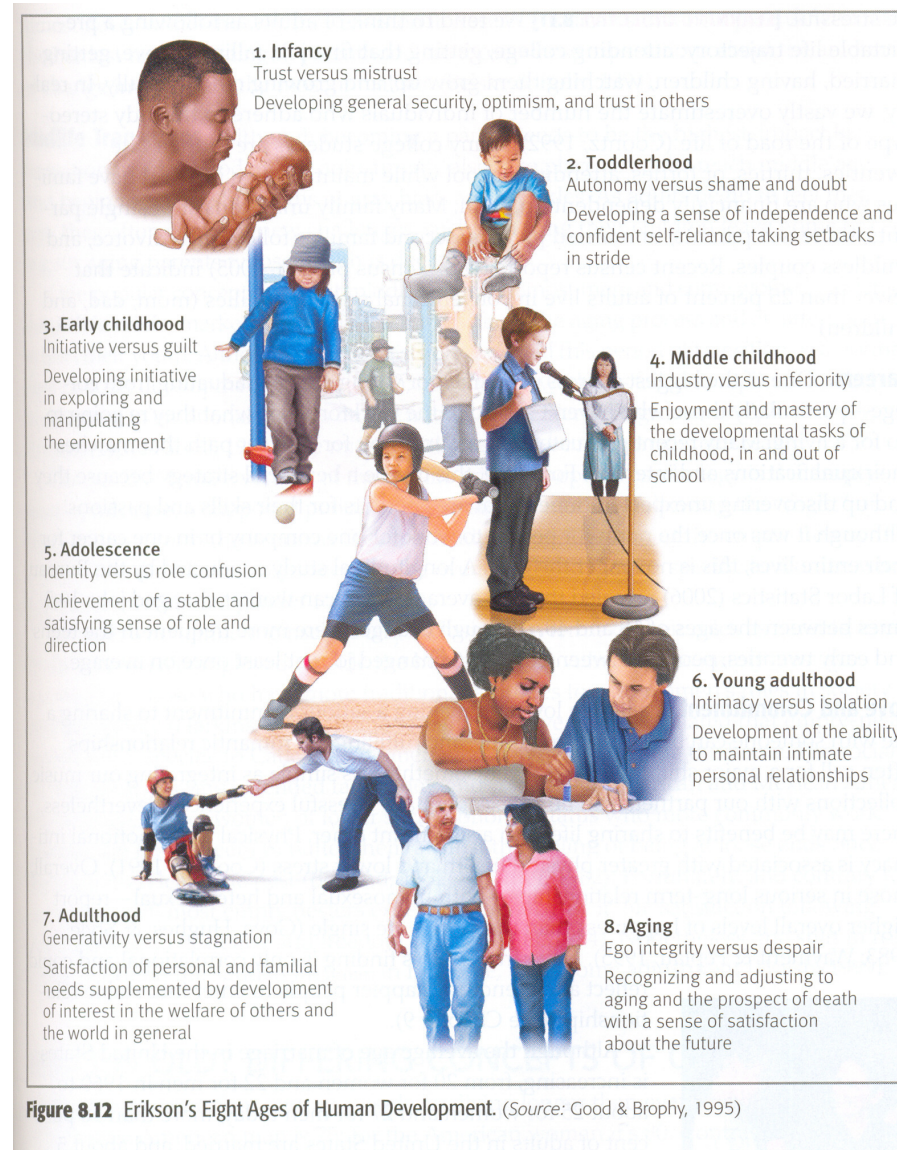 1. Infancy
Trust versus mistrust
Developing general security, optimism, and trust in others
2. Toddlerhood
Autonomy versus shame and doubt
Developing a sense of independence and
confident self-reliance, taking setbacks
in stride
3. Early childhood
Initiative versus guilt
Developing initiative
in exploring and
manipulating
the environment
4. Middle childhood
Industry versus inferiority
Enjoyment and mastery of
the developmental tasks of
childhood, in and out of
school
5. Adolescence
Identity versus role confusion
Achievement of a stable and
satisfying sense of role and
direction
6. Young adulthood
Intimacy versus isolation
Development of the ability
to maintain intimate
personal relationships
7. Adulthood
Generativity versus stagnation
Satisfaction of personal and familial
needs supplemented by development
of interest in the welfare of others and
the world in general
8. Aging
Ego integrity versus despair
Recognizing and adjusting to
aging and the prospect of death
with a sense of satisfaction
about the future
Figure 8.12 Erikson's Eight Ages of Human Development. (Source: Good & Brophy, 1995)